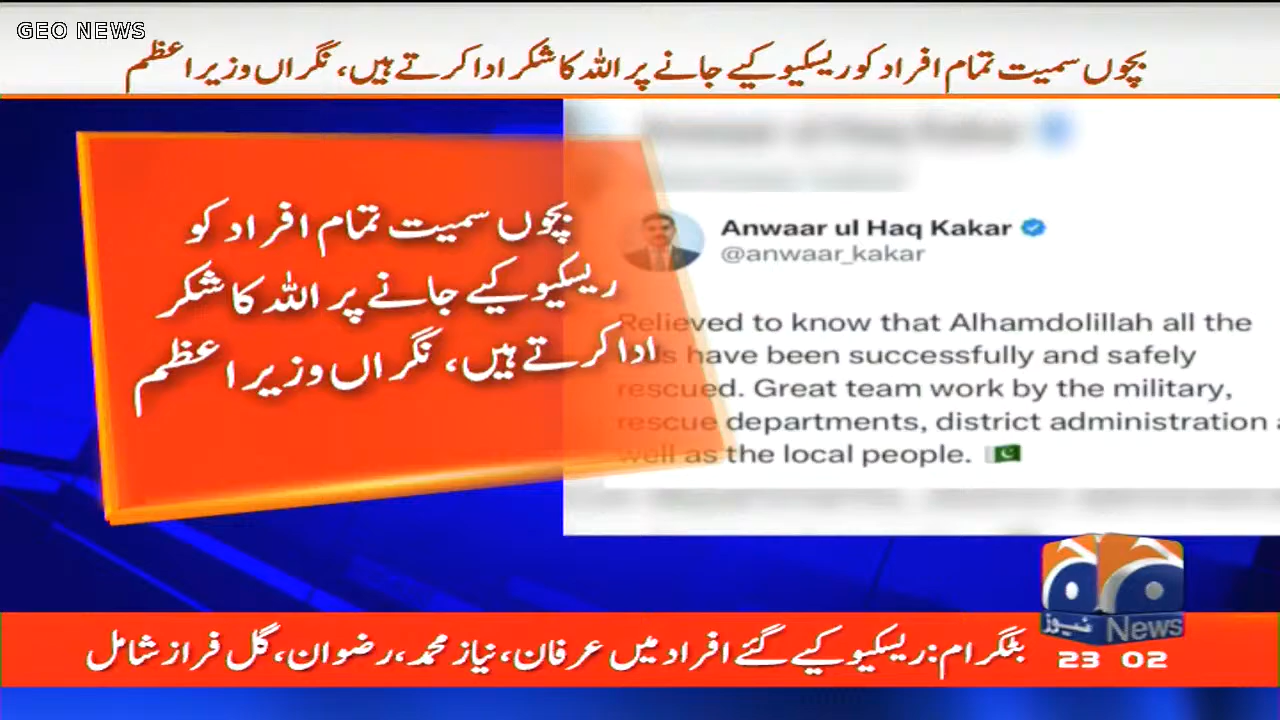 GEO NEWS
بچوں سمیت تمام افراد کو ریسکیو کیے جانے پر اللہ کا شکر ادا کرتے ہیں، نگراں وزیر اعظم
بچوں سمیت تمام افراد کو
ریسکیو کیے جانے پر اللہ کا شکر
ادا کرتے ہیں، نگراں وزیر اعظم
Anwaar ul Haq Kakar
@anwaar_kakar
Relieved to know that Alhamdolillah all the
have been successfully and safely
rescued. Great team work by the military,
rescue departments, district administration
well as the local people.
نیوز News
بٹگرام: ریسکیو کیے گئے افراد میں عرفان، نیاز محمد، رضوان، گل فراز شامل
23 02